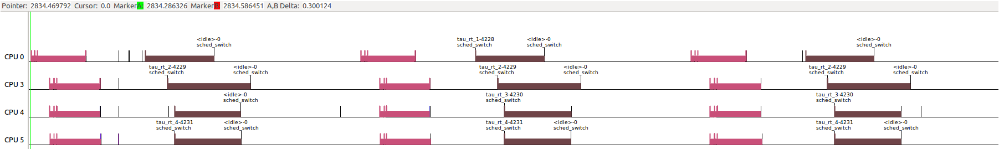 Pointer: 2834.469792 Cursor: 0.0 MarkerA: 2834.286326 MarkerB: 2834.586451 A,B Delta: 0.300124
<idle>-0 tau_rt_1-4228 <idle>-0 <idle>-0
sched_switch sched_switch sched_switch sched_switch
CPU 0
tau_rt_2-4229 <idle>-0 tau_rt_2-4229 <idle>-0 tau_rt_2-4229 <idle>-0
sched_switch sched_switch sched_switch sched_switch sched_switch sched_switch
CPU 3
<idle>-0 tau_rt_3-4230 tau_rt_3-4230
sched_switch sched_switch sched_switch
CPU 4
tau_rt_4-4231 <idle>-0 tau_rt_4-4231 <idle>-0 tau_rt_4-4231 <idle>-0
sched_switch sched_switch sched_switch sched_switch sched_switch sched_switch
CPU 5